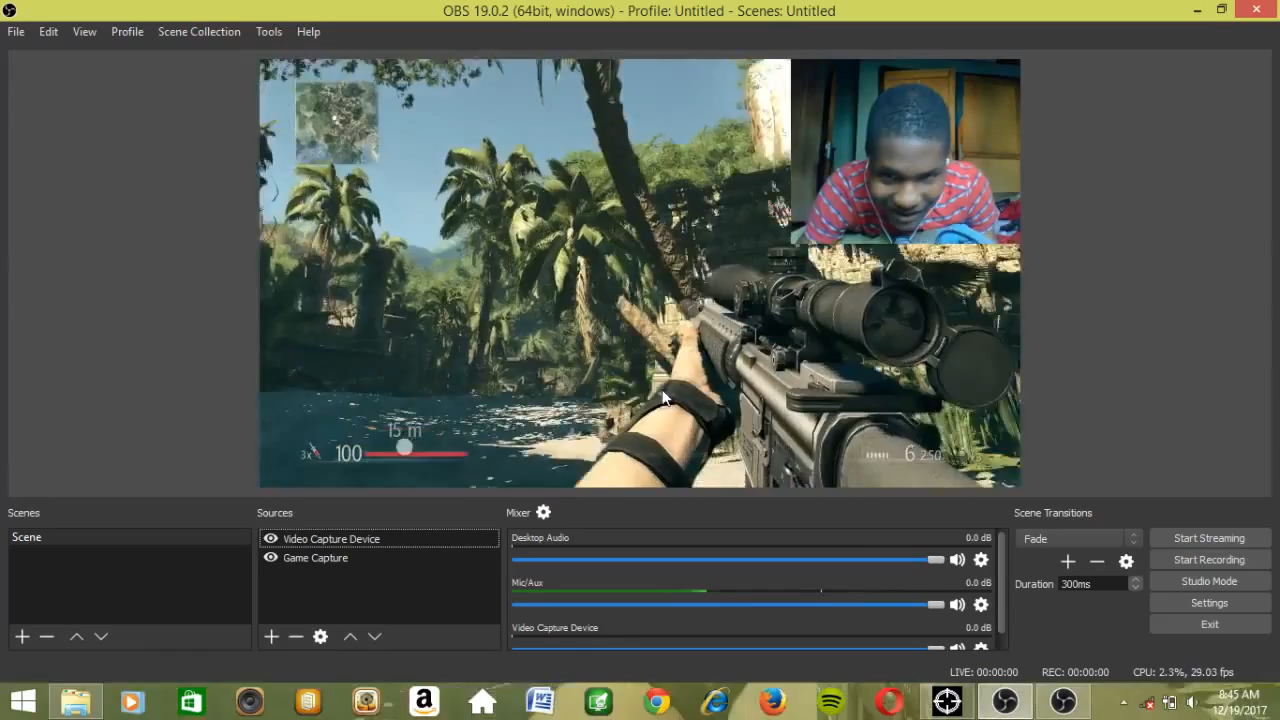 OBS 19.0.2 (64bit, windows) - Profile: Untitled - Scenes: Untitled
File Edit View Profile Scene Collection Tools Help
15 m
3x 100
6 250
Scenes
Scene
Sources
Video Capture Device
Game Capture
Mixer
Desktop Audio 0.0 dB
Mic/Aux 0.0 dB
Video Capture Device 0.0 dB
Scene Transitions
Fade
Duration 300ms
Start Streaming
Start Recording
Studio Mode
Settings
Exit
LIVE: 00:00:00 REC: 00:00:00 CPU: 2.3%, 29.03 fps
8:45 AM
12/19/2017